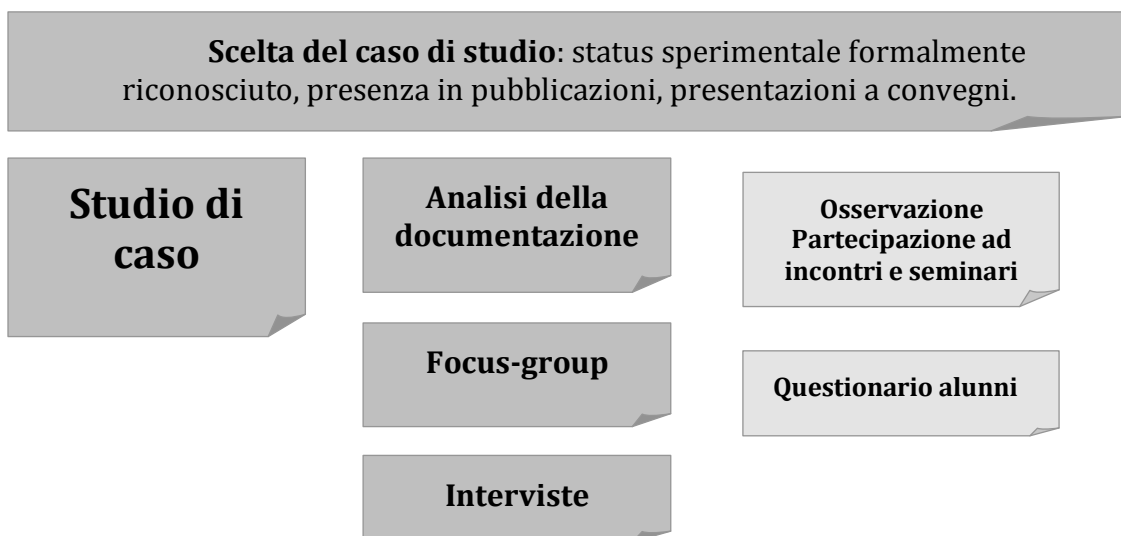 Scelta del caso di studio: status sperimentale formalmente
riconosciuto, presenza in pubblicazioni, presentazioni a convegni.
Studio di
caso
Analisi della
documentazione
Focus-group
Interviste
Osservazione
Partecipazione ad
incontri e seminari
Questionario alunni